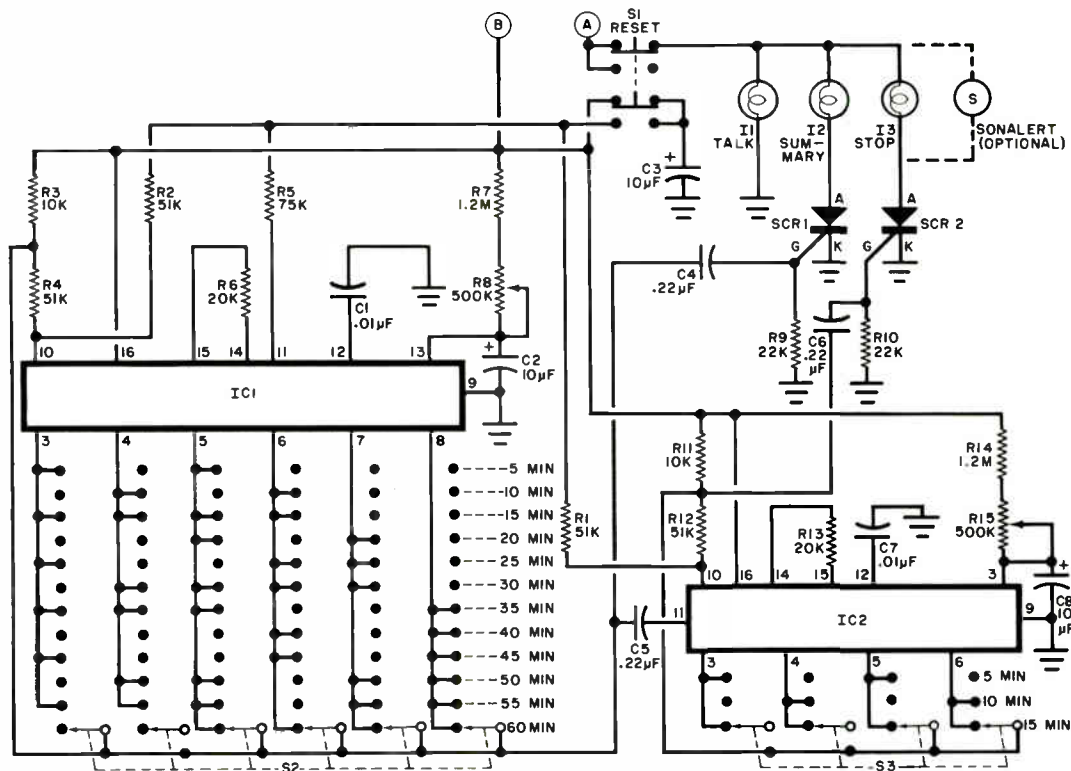 B
A
S1
RESET
S
I1
TALK
I2
SUM-
MARY
I3
STOP
SONALERT
(OPTIONAL)
+
C3
10µF
R3
10K
R2
51K
R5
75K
R7
1.2M
A
SCR1
G
K
A
SCR 2
G
K
R4
51K
R6
20K
C1
.01µF
R8
500K
C4
.22µF
R9
22K
C6
.22
µF
R10
22K
10
16
15
14
11
12
13
+
C2
10µF
IC1
9
3
4
5
6
7
8
5 MIN
10 MIN
15 MIN
20 MIN
25 MIN
30 MIN
35 MIN
40 MIN
45 MIN
50 MIN
55 MIN
60 MIN
S2
R1
51K
R11
10K
R14
1.2M
R12
51K
R13
20K
C7
.01µF
R15
500K
10
16
14
15
12
3
+
C8
10
µF
11
IC2
9
C5
.22µF
3
4
5
6
5 MIN
10 MIN
15 MIN
S3